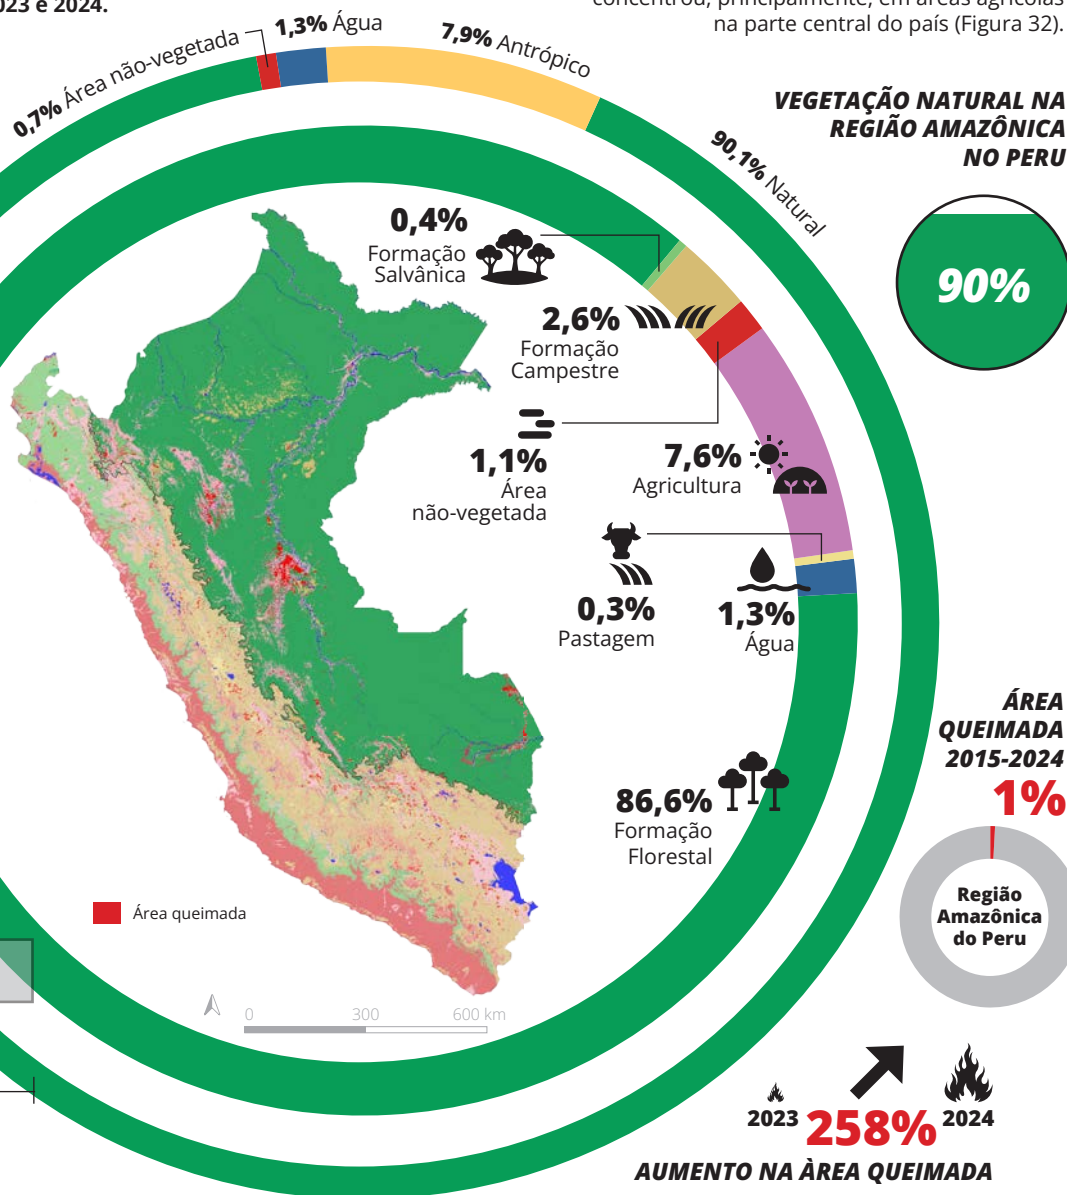 2023 e 2024.
concentrou, principalmente, em áreas agrícolas
na parte central do país (Figura 32).
0,7% Área não-vegetada
1,3% Água
7,9% Antrópico
90,1% Natural
VEGETAÇÃO NATURAL NA
REGIÃO AMAZÔNICA
NO PERU
90%
0,4%
Formação
Salvânica
2,6%
Formação
Campestre
1,1%
Área
não-vegetada
7,6%
Agricultura
0,3%
Pastagem
1,3%
Água
86,6%
Formação
Florestal
Área queimada
0 300 600 km
ÁREA
QUEIMADA
2015-2024
1%
Região
Amazônica
do Peru
2023 258% 2024
AUMENTO NA ÀREA QUEIMADA